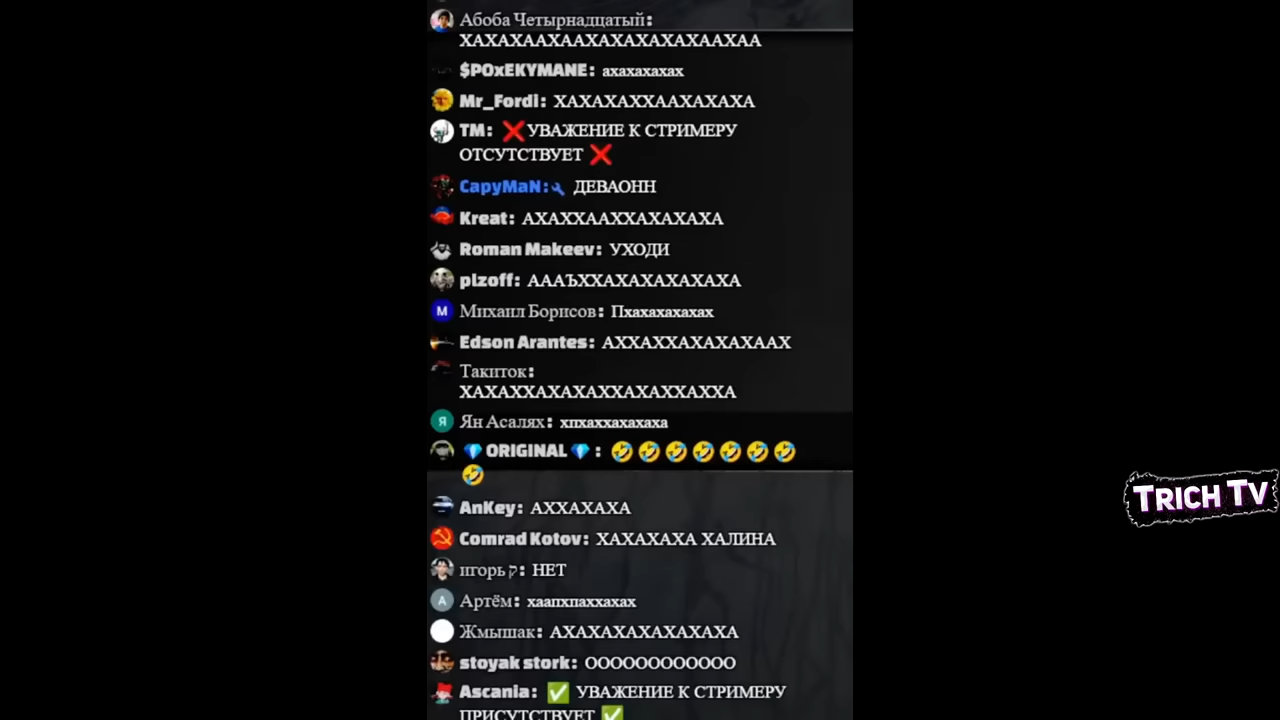 Абоба Четырнадцатый:
ХАХАХААХААХАХАХАХАХААХАА
$POxEKYMANE: ахахахахах
Mr_Fordi: ХАХАХАХХААХАХАХА
TM: ❌УВАЖЕНИЕ К СТРИМЕРУ
ОТСУТСТВУЕТ ❌
CapyMaN: ДЕВАОНН
Kreat: АХАХХААХХАХАХАХА
Roman Makeev: УХОДИ
plzoff: АААЪХХАХАХАХАХАХА
M Михаил Борисов: Пхахахахахах
Edson Arantes: АХХАХХАХАХАХААХ
Такиток:
ХАХАХХАХАХАХХАХАХХАХХА
Я Ян Асалях: хпхаххахахаха
💎ORIGINAL💎: 🤣🤣🤣🤣🤣🤣🤣
🤣
AnKey: АХХАХАХА
Comrad Kotov: ХАХАХАХА ХАЛИНА
игорь ק: НЕТ
A Артём: хаапхпаххахах
Жмышак: АХАХАХАХАХАХАХА
stoyak stork: ОООООООООООО
Ascania: ✅ УВАЖЕНИЕ К СТРИМЕРУ
ПРИСУТСТВУЕТ ✅
TRICH TV